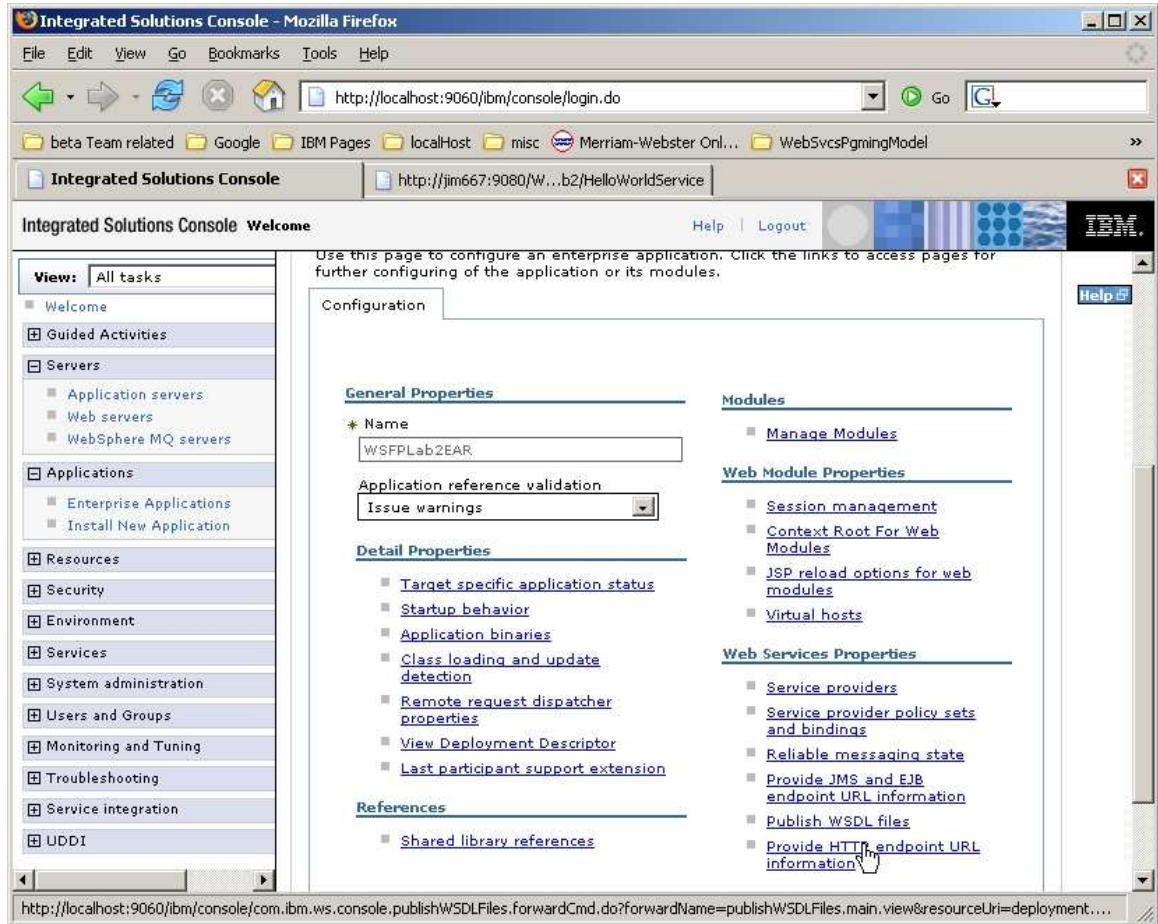 Integrated Solutions Console - Mozilla Firefox
File Edit View Go Bookmarks Tools Help
http://localhost:9060/ibm/console/login.do
Go
G
beta Team related Google IBM Pages localHost misc Merriam-Webster Onl... WebSvcsPgmingModel »
Integrated Solutions Console
http://jim667:9080/W...b2/HelloWorldService
Integrated Solutions Console Welcome
Help | Logout
IBM.
View: All tasks
Welcome
Guided Activities
Servers
Application servers
Web servers
WebSphere MQ servers
Applications
Enterprise Applications
Install New Application
Resources
Security
Environment
Services
System administration
Users and Groups
Monitoring and Tuning
Troubleshooting
Service integration
UDDI
Use this page to configure an enterprise application. Click the links to access pages for
further configuring of the application or its modules.
Help
Configuration
General Properties
* Name
WSFPLab2EAR
Application reference validation
Issue warnings
Detail Properties
Target specific application status
Startup behavior
Application binaries
Class loading and update
detection
Remote request dispatcher
properties
View Deployment Descriptor
Last participant support extension
References
Shared library references
Modules
Manage Modules
Web Module Properties
Session management
Context Root For Web
Modules
JSP reload options for web
modules
Virtual hosts
Web Services Properties
Service providers
Service provider policy sets
and bindings
Reliable messaging state
Provide JMS and EJB
endpoint URL information
Publish WSDL files
Provide HTTP endpoint URL
information
http://localhost:9060/ibm/console/com.ibm.ws.console.publishWSDLFiles.forwardCmd.do?forwardName=publishWSDLFiles.main.view&resourceUri=deployment....